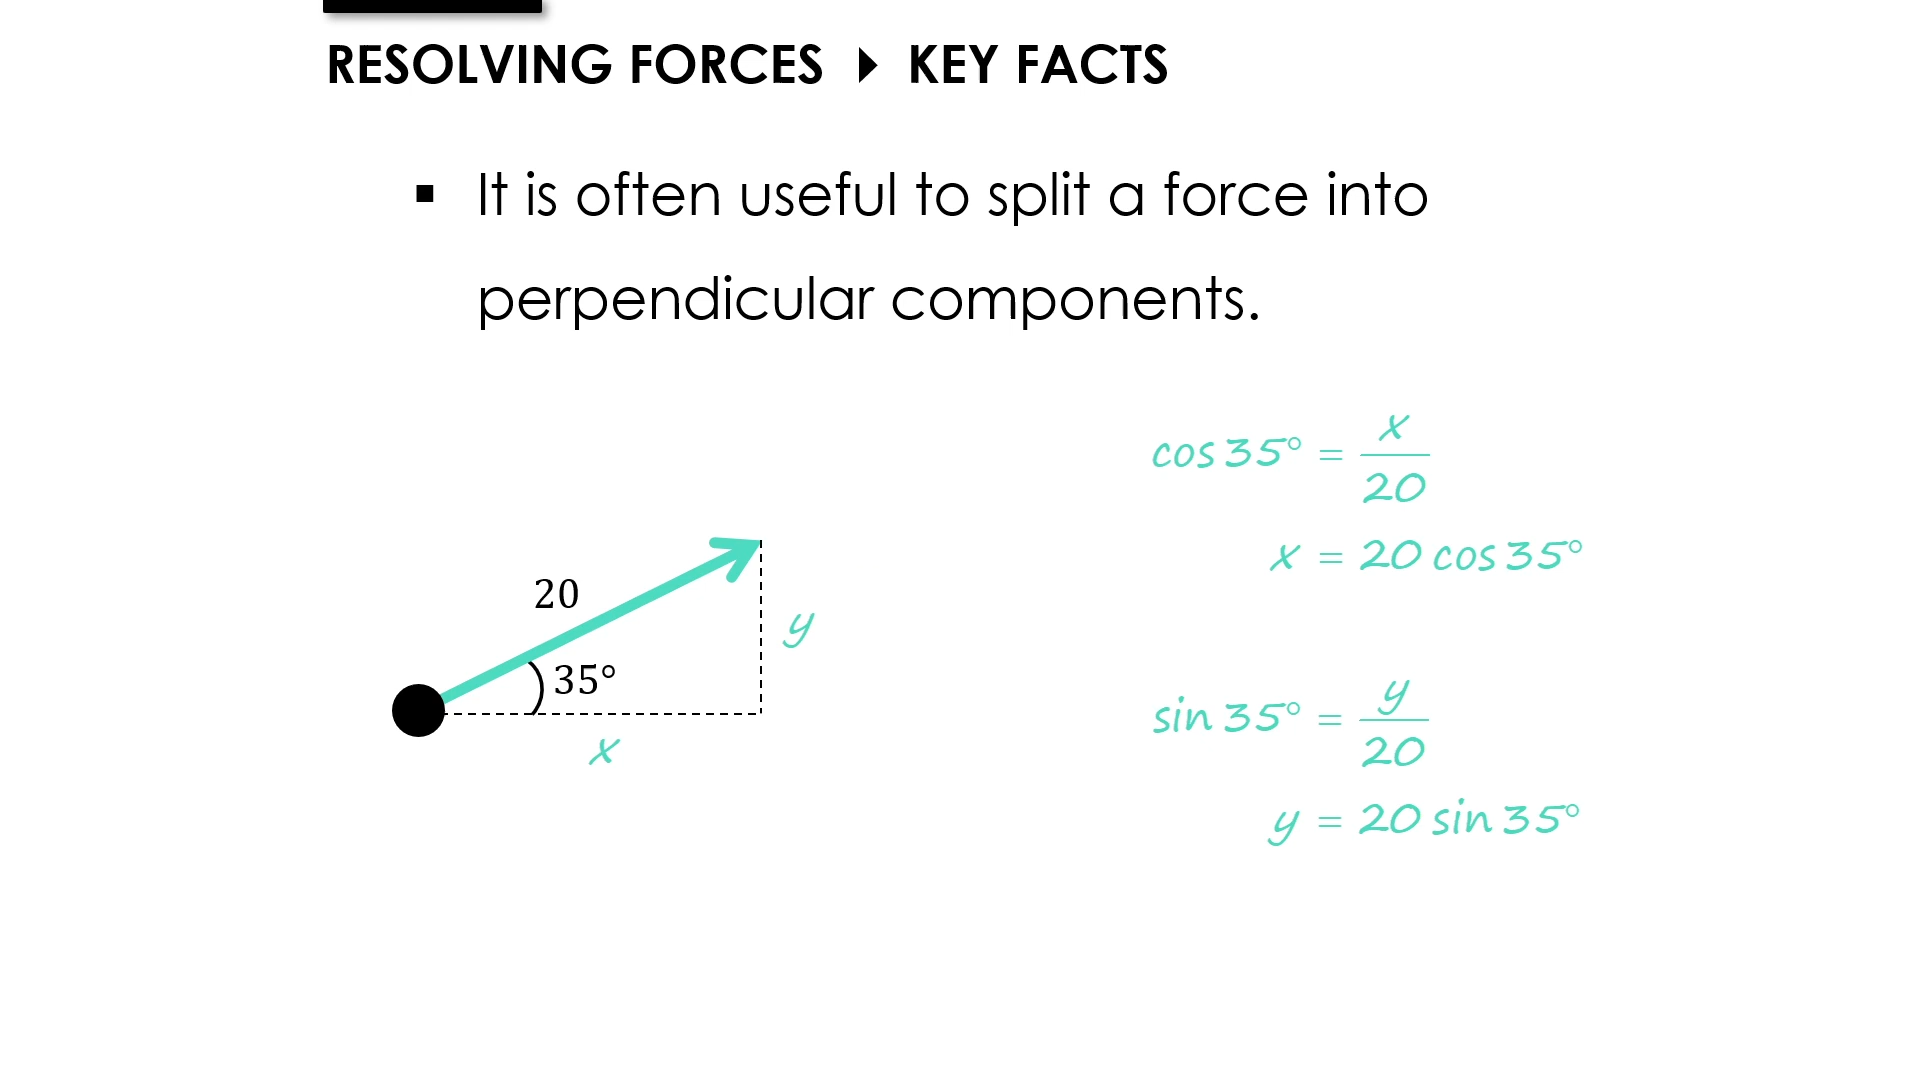 RESOLVING FORCES ▸ KEY FACTS
▪ It is often useful to split a force into
perpendicular components.
20
35°
x
y
cos 35° = x/20
x = 20 cos 35°
sin 35° = y/20
y = 20 sin 35°